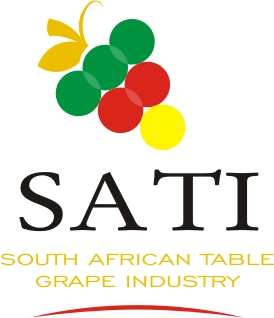 SATI
SOUTH AFRICAN TABLE
GRAPE INDUSTRY